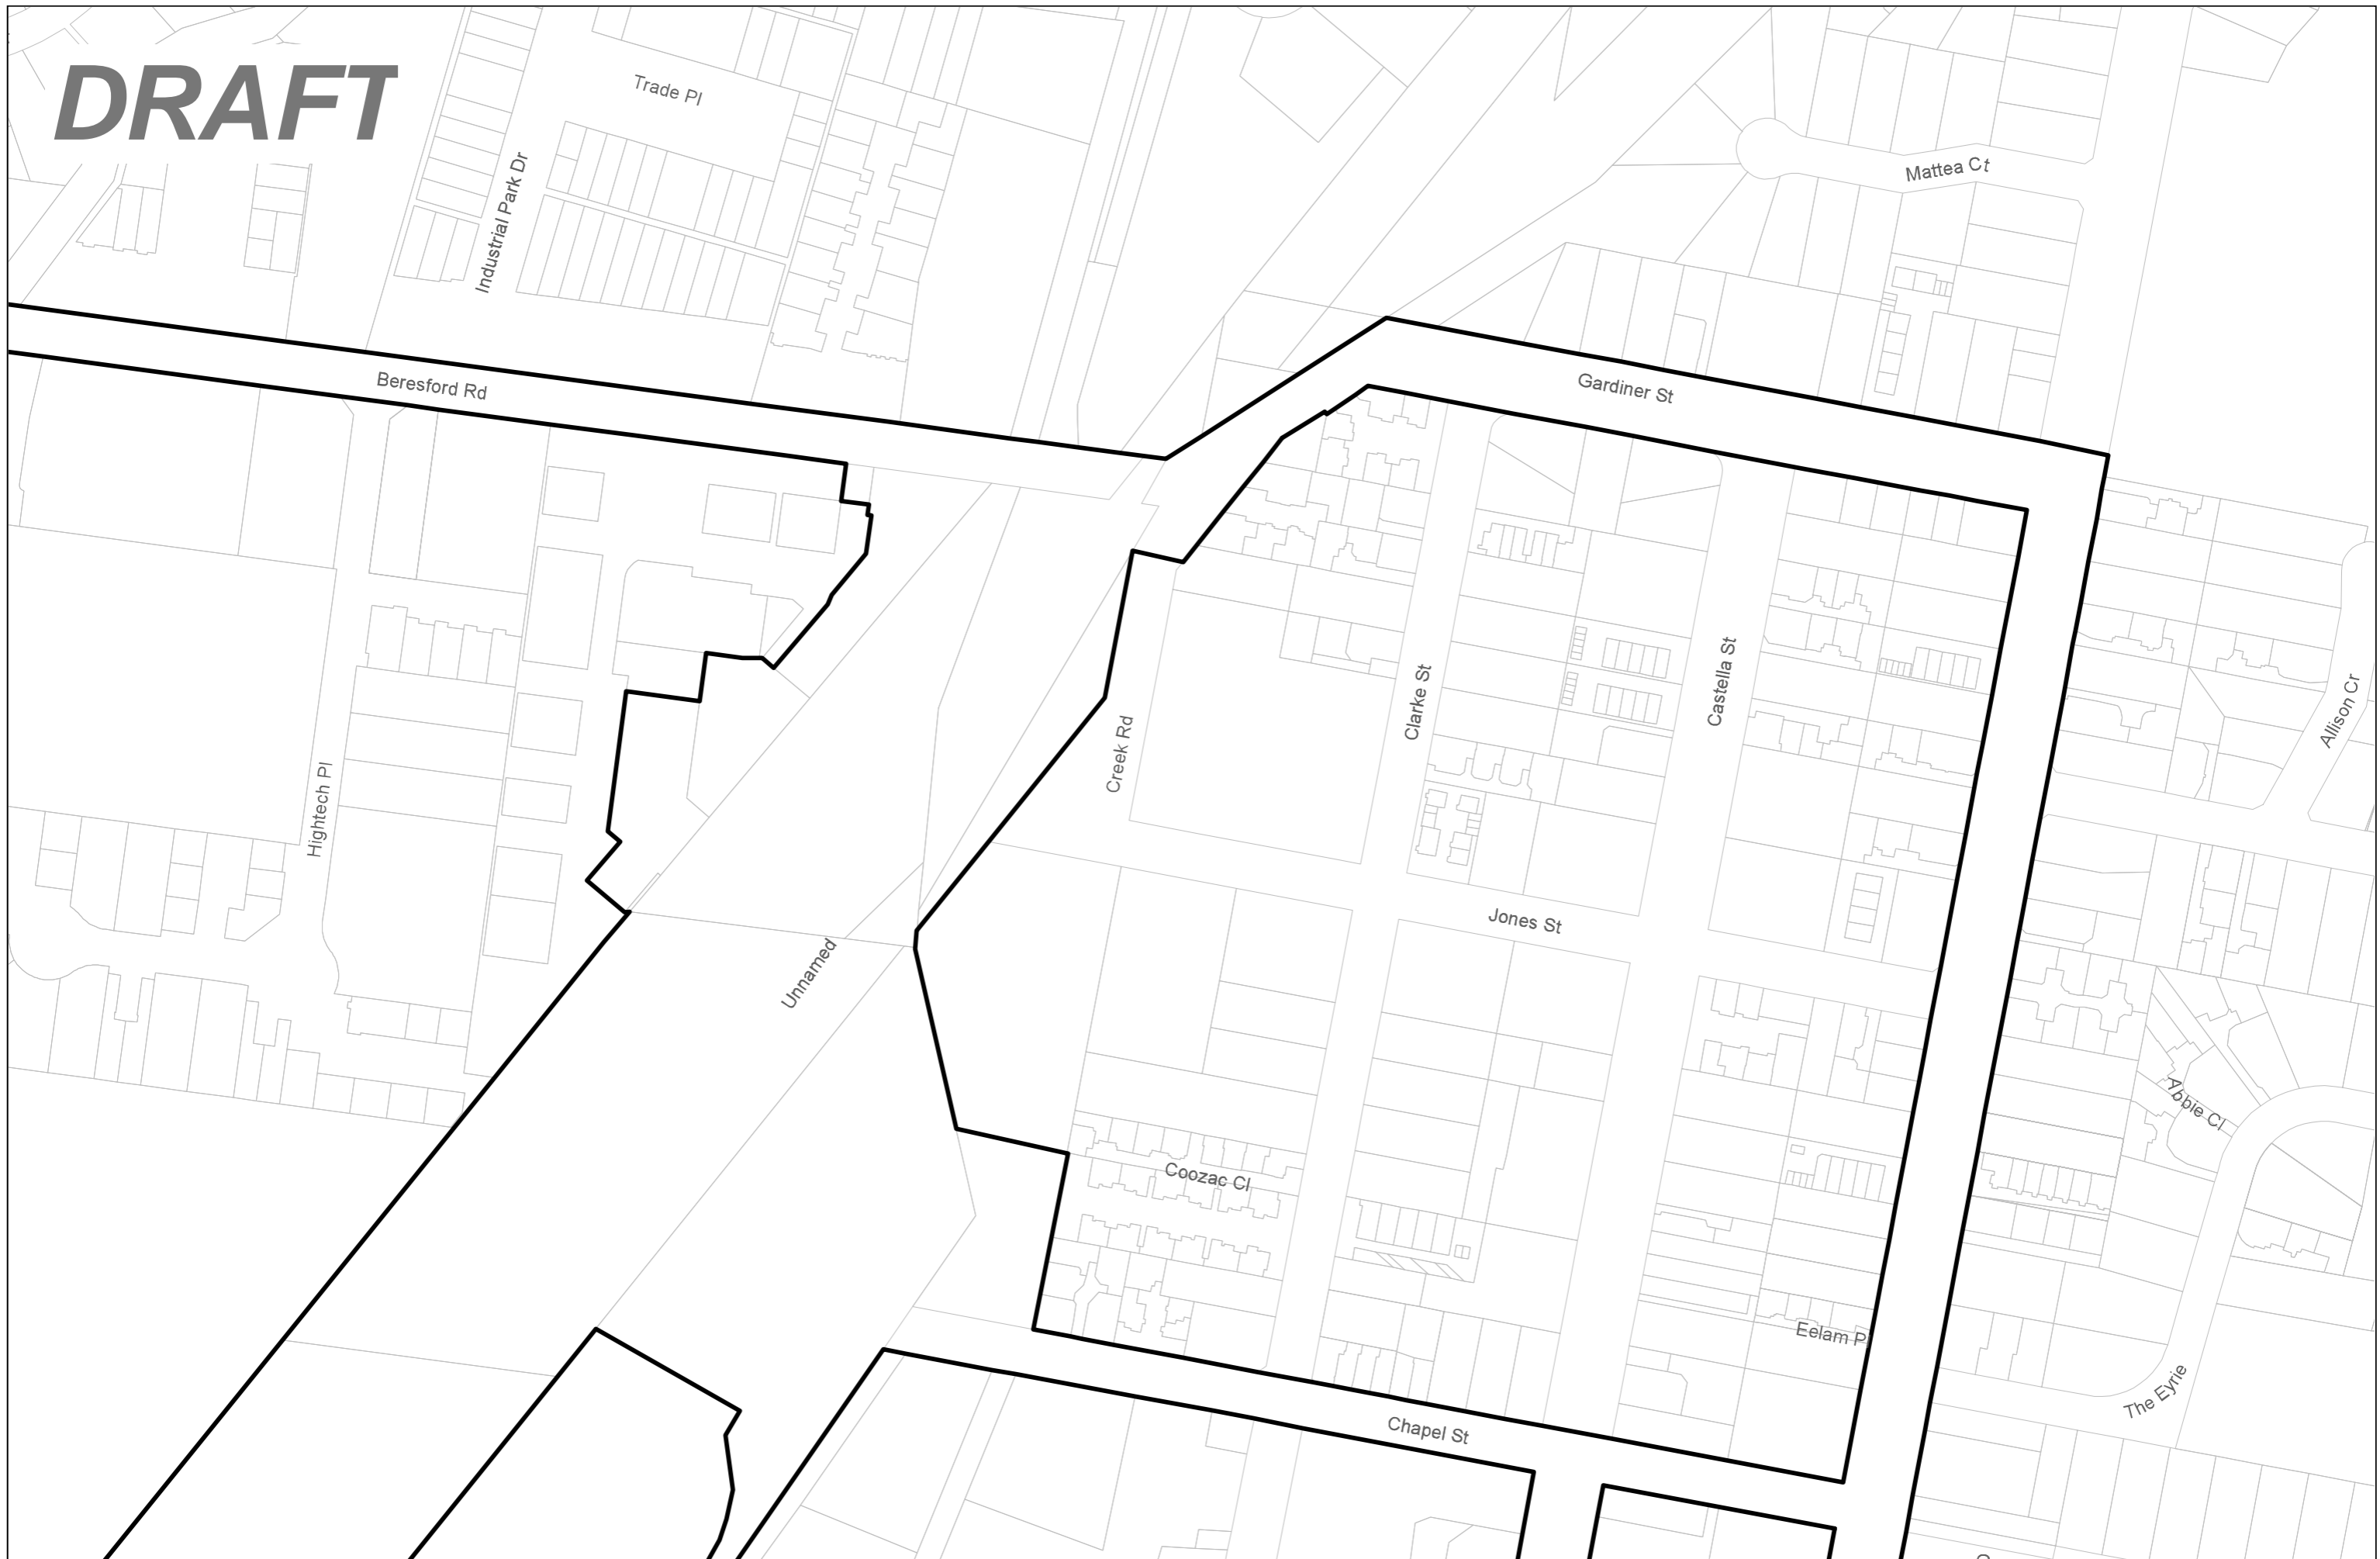 DRAFT
Trade Pl
Industrial Park Dr
Mattea Ct
Beresford Rd
Gardiner St
Allison Cr
Clarke St
Castella St
Creek Rd
Hightech Pl
Jones St
Unnamed
Abbie Cl
Coozac Cl
Eelam P
The Eyrie
Chapel St